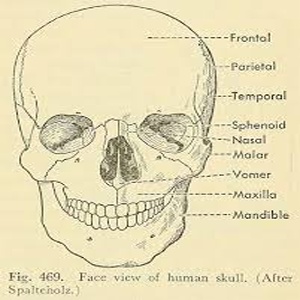 Frontal
Parietal
Temporal
Sphenoid
Nasal
Malar
Vomer
Maxilla
Mandible
Fig. 469. Face view of human skull. (After
Spalteholz.)